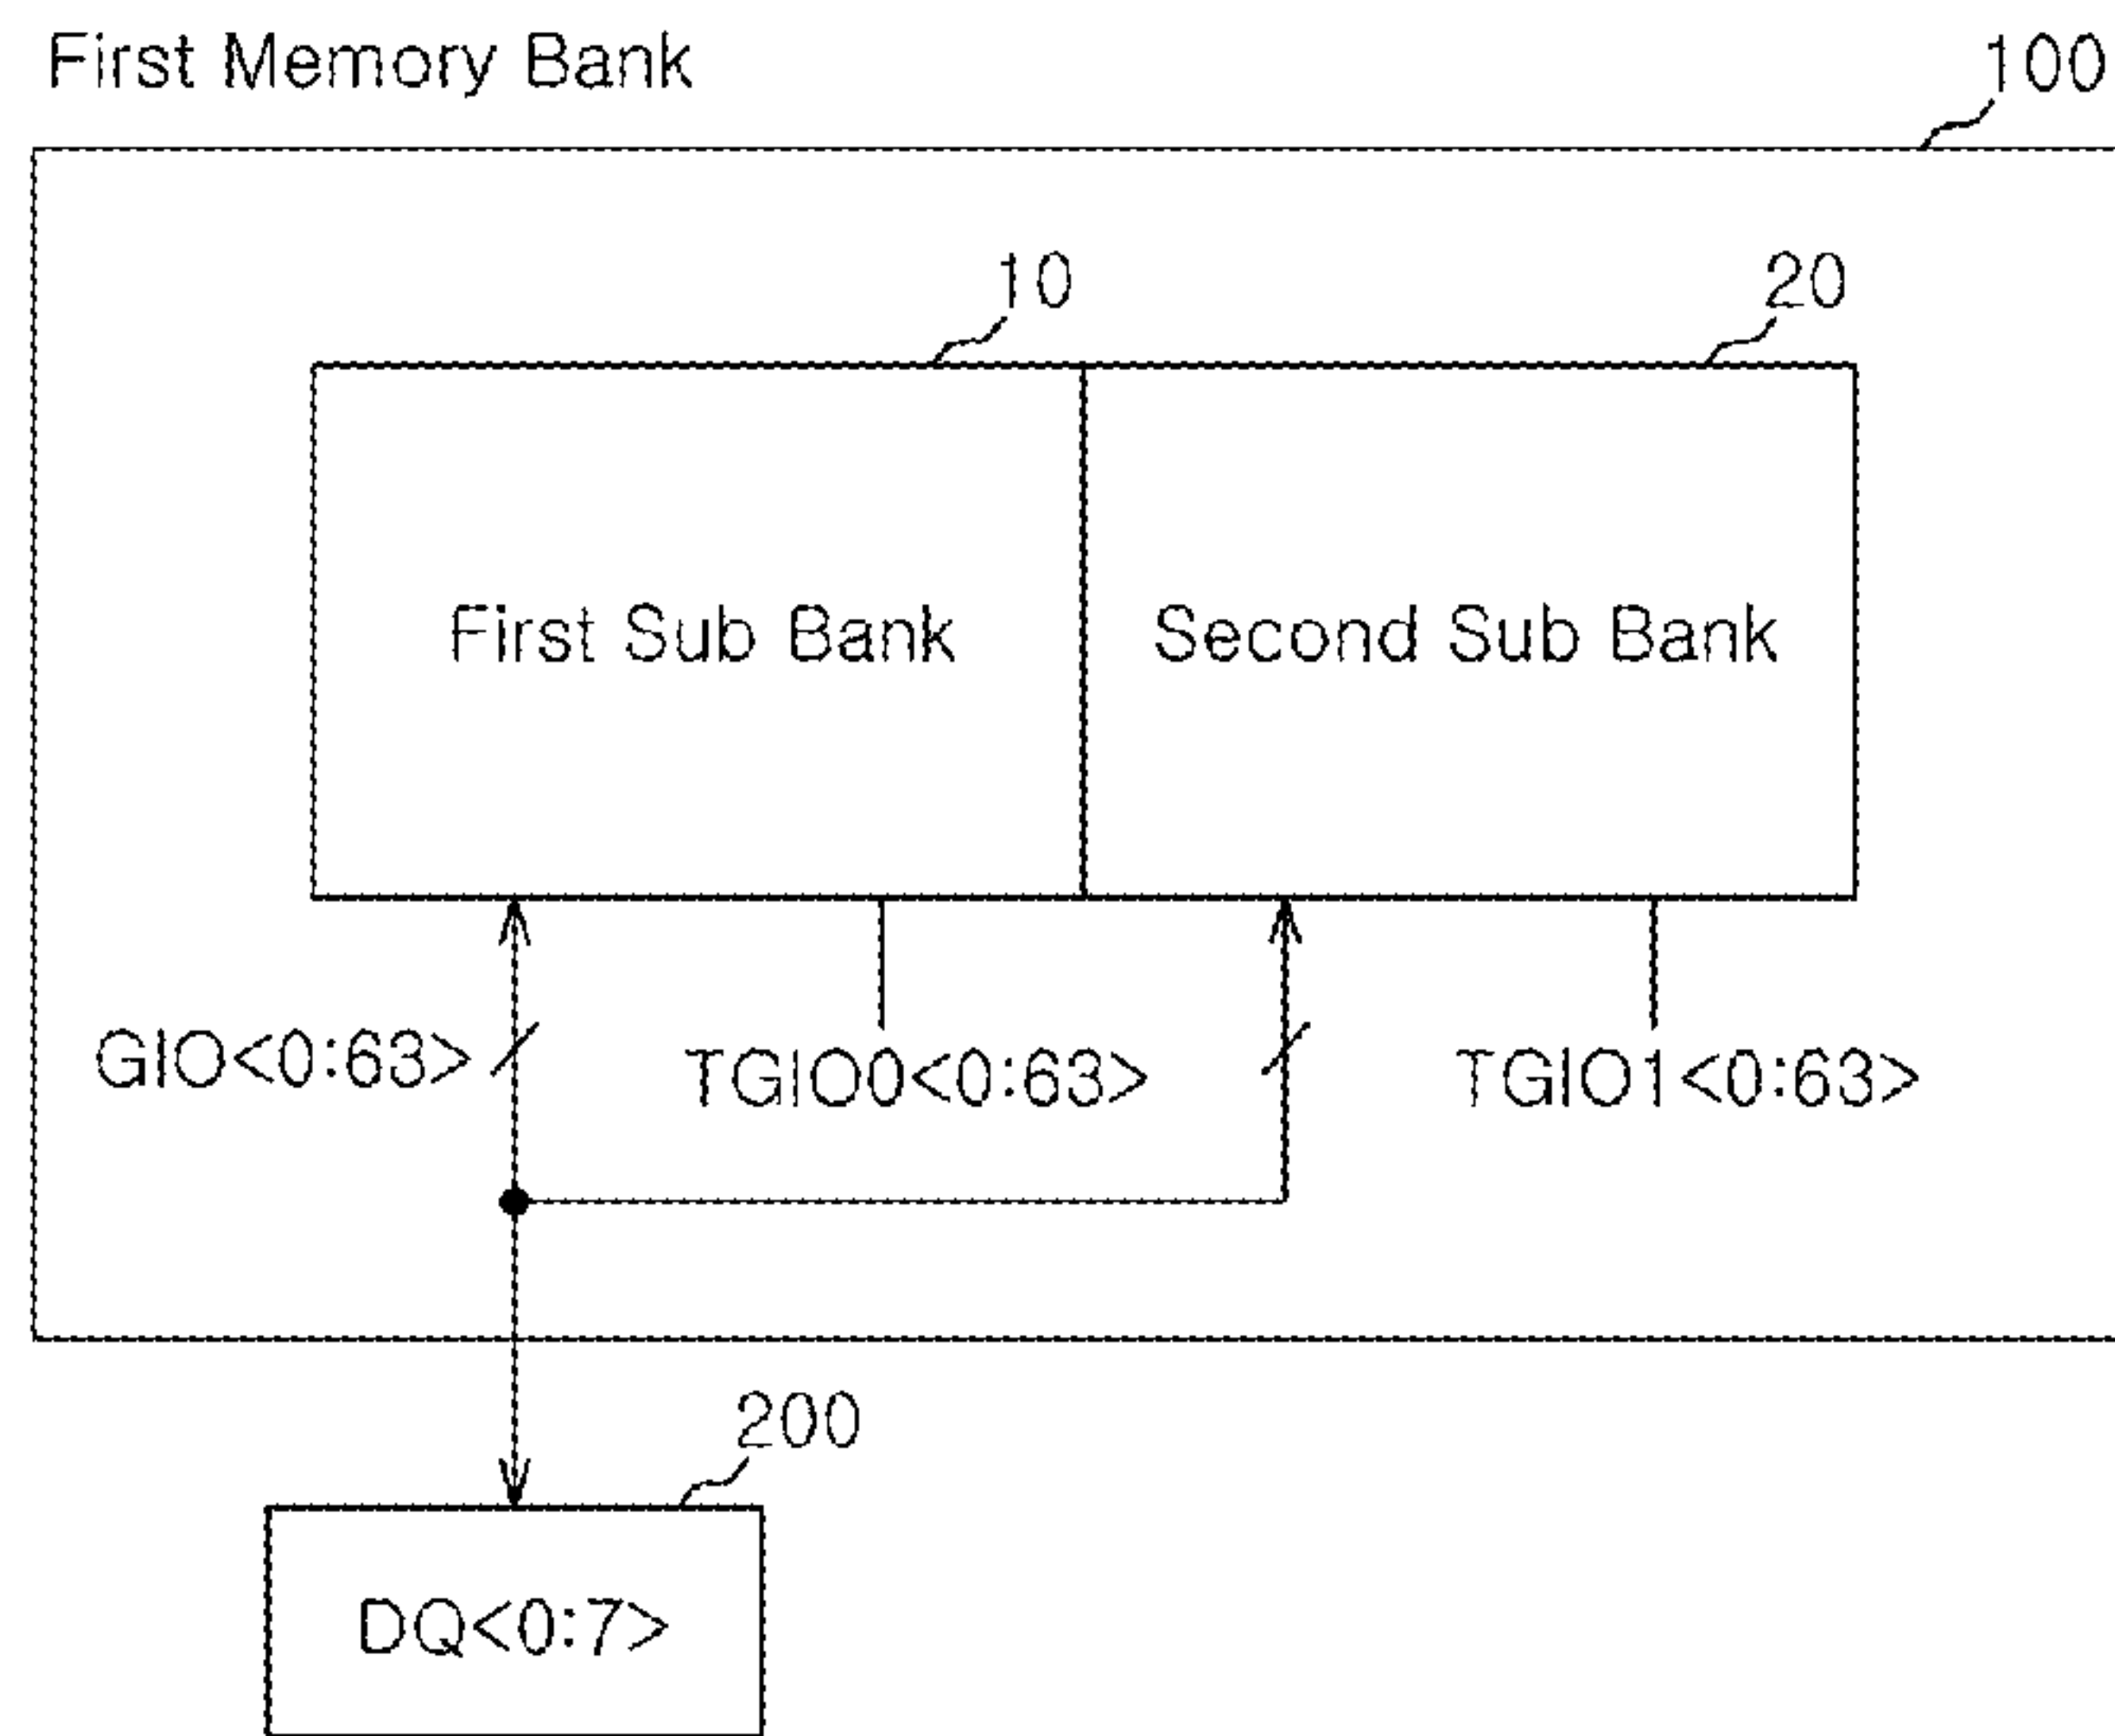 First Memory Bank
100
10
20
First Sub Bank
Second Sub Bank
GIO<0:63>
TGIO0<0:63>
TGIO1<0:63>
200
DQ<0:7>